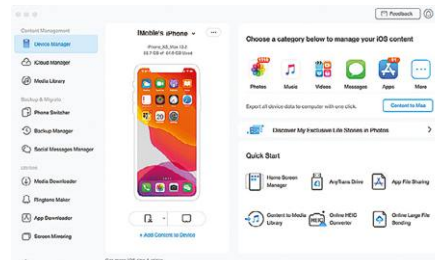 Feedback
Content Management
Device Manager
iCloud Manager
Media Library
Backup & Migrate
Phone Switcher
Backup Manager
Social Messages Manager
Media Downloader
Ringtone Maker
App Downloader
Screen Mirroring
iMobie's iPhone
+ Add Content to Device
Choose a category below to manage your iOS content
Photos
Music
Videos
Messages
Apps
More
Export all device data to computer with one click.
Content to Mac
Discover My Exclusive Life Stories in Photos
Quick Start
Home Screen
Manager
AnyTrans Drive
App File Sharing
Content to Media
Library
Online HEIC
Converter
Online Large File
Sending